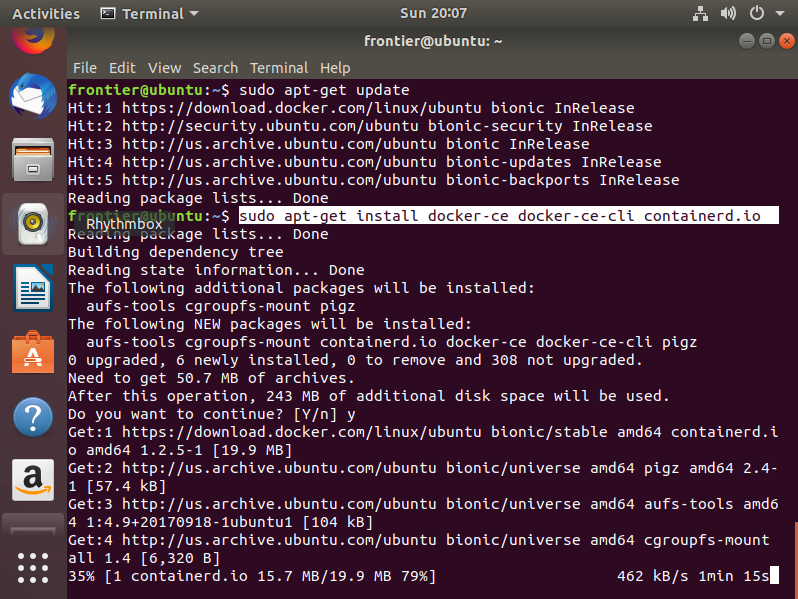 Activities Terminal Sun 20:07
frontier@ubuntu: ~
File Edit View Search Terminal Help
frontier@ubuntu:~$ sudo apt-get update
Hit:1 https://download.docker.com/linux/ubuntu bionic InRelease
Hit:2 http://security.ubuntu.com/ubuntu bionic-security InRelease
Hit:3 http://us.archive.ubuntu.com/ubuntu bionic InRelease
Hit:4 http://us.archive.ubuntu.com/ubuntu bionic-updates InRelease
Hit:5 http://us.archive.ubuntu.com/ubuntu bionic-backports InRelease
Reading package lists... Done
frontier@ubuntu:~$ sudo apt-get install docker-ce docker-ce-cli containerd.io
Rhythmbox
Reading package lists... Done
Building dependency tree
Reading state information... Done
The following additional packages will be installed:
aufs-tools cgroupfs-mount pigz
The following NEW packages will be installed:
aufs-tools cgroupfs-mount containerd.io docker-ce docker-ce-cli pigz
0 upgraded, 6 newly installed, 0 to remove and 308 not upgraded.
Need to get 50.7 MB of archives.
After this operation, 243 MB of additional disk space will be used.
Do you want to continue? [Y/n] y
Get:1 https://download.docker.com/linux/ubuntu bionic/stable amd64 containerd.i
o amd64 1.2.5-1 [19.9 MB]
Get:2 http://us.archive.ubuntu.com/ubuntu bionic/universe amd64 pigz amd64 2.4-
1 [57.4 kB]
Get:3 http://us.archive.ubuntu.com/ubuntu bionic/universe amd64 aufs-tools amd6
4 1:4.9+20170918-1ubuntu1 [104 kB]
Get:4 http://us.archive.ubuntu.com/ubuntu bionic/universe amd64 cgroupfs-mount
all 1.4 [6,320 B]
35% [1 containerd.io 15.7 MB/19.9 MB 79%] 462 kB/s 1min 15s